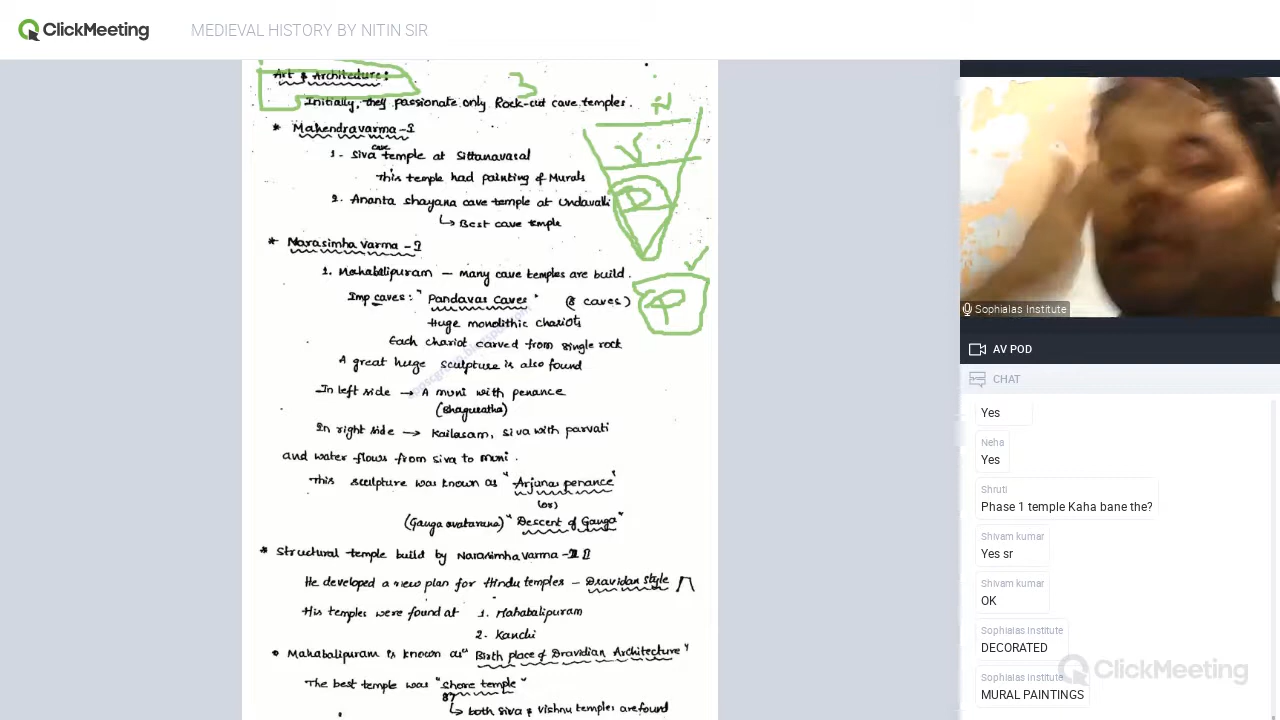 ClickMeeting
MEDIEVAL HISTORY BY NITIN SIR
Art & Architecture:
3
N
Initially, they passionate only Rock-cut cave temples.
* Mahendravarma-I
V
cave
1. Siva temple at Sittanavasal
This temple had painting of Murals
D
2. Ananta shayana cave temple at Undavalli
↳ Best cave temple
* Narasimha Varma-I
1. Mahabalipuram — Many cave temples are build.
Imp caves: "Pandavas Caves" (8 caves)
P
Huge monolithic chariots
Each chariot carved from single rock
A great huge sculpture is also found
In left side → A muni with penance
(Bhaguratha)
In right side → Kailasam, siva with parvati
and water flows from siva to muni.
This sculpture was known as "Arjunas penance"
(or)
(Ganga avatarana) "Descent of Ganga"
* Structural temple build by Narasimha Varma-II
He developed a new plan for Hindu temples - Dravidan style
His temples were found at 1. Mahabalipuram
2. Kanchi
* Mahabalipuram is known as "Birth place of Dravidian Architecture"
The best temple was "Shore temple"
↳ both Siva & Vishnu temples are found
Sophialas Institute
AV POD
CHAT
Yes
Neha
Yes
Shruti
Phase 1 temple Kaha bane the?
Shivam kumar
Yes sr
Shivam kumar
OK
Sophialas Institute
DECORATED
Sophialas Institute
MURAL PAINTINGS
ClickMeeting